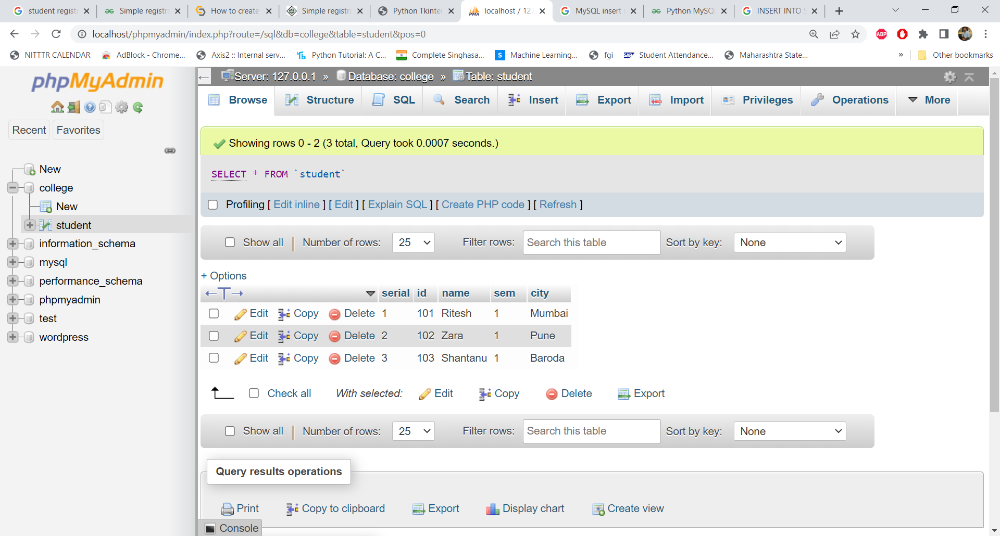 student regist
Simple registra
How to create
Simple registra
Python Tkinter
localhost / 127
MySQL insert i
Python MySQL
INSERT INTO S
localhost/phpmyadmin/index.php?route=/sql&db=college&table=student&pos=0
ABP
NITTTR CALENDAR
AdBlock - Chrome...
Axis2 :: Internal serv...
Python Tutorial: A C...
Complete Singhasa...
Machine Learning...
fgi
Student Attendance...
Maharashtra State...
»
Other bookmarks
phpMyAdmin
Recent
Favorites
New
college
New
student
information_schema
mysql
performance_schema
phpmyadmin
test
wordpress
Server: 127.0.0.1 » Database: college » Table: student
Browse Structure SQL Search Insert Export Import Privileges Operations More
Showing rows 0 - 2 (3 total, Query took 0.0007 seconds.)
SELECT * FROM `student`
Profiling [ Edit inline ] [ Edit ] [ Explain SQL ] [ Create PHP code ] [ Refresh ]
Show all | Number of rows: 25 Filter rows: Search this table Sort by key: None
+ Options
←T→ serial id name sem city
Edit Copy Delete 1 101 Ritesh 1 Mumbai
Edit Copy Delete 2 102 Zara 1 Pune
Edit Copy Delete 3 103 Shantanu 1 Baroda
Check all With selected: Edit Copy Delete Export
Show all | Number of rows: 25 Filter rows: Search this table Sort by key: None
Query results operations
Print Copy to clipboard Export Display chart Create view
Console